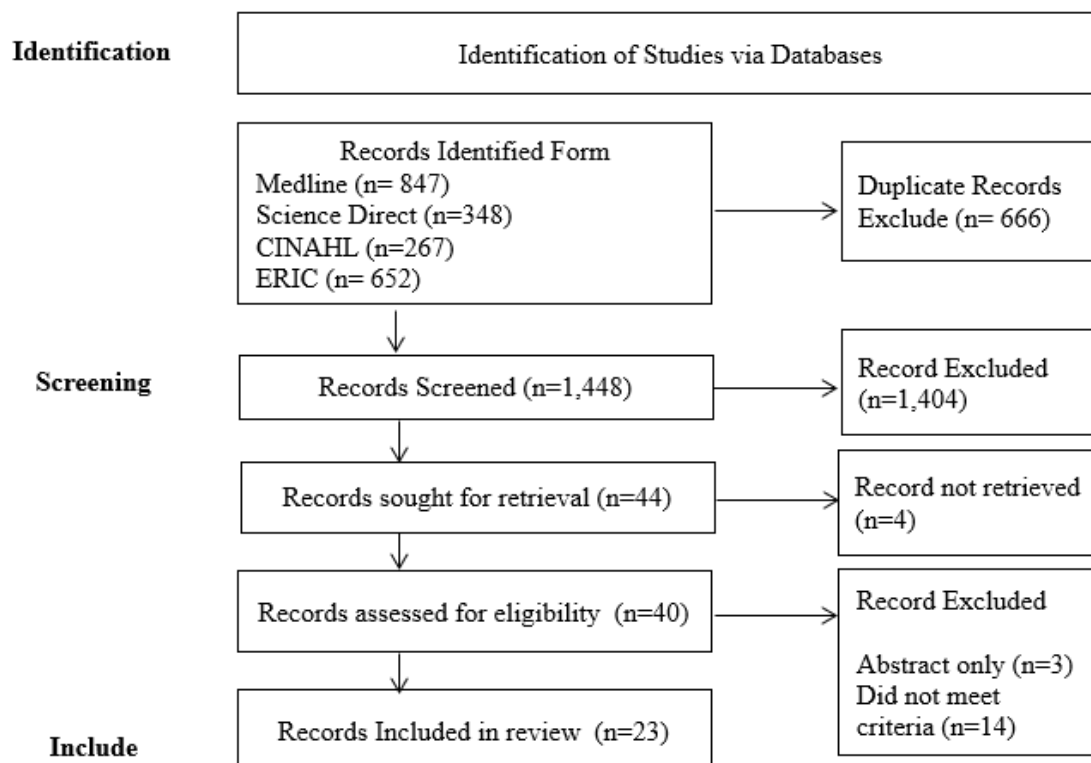 Identification
Identification of Studies via Databases
Records Identified Form
Medline (n= 847)
Science Direct (n=348)
CINAHL (n=267)
ERIC (n= 652)
Duplicate Records
Exclude (n= 666)
Screening
Records Screened (n=1,448)
Record Excluded
(n=1,404)
Records sought for retrieval (n=44)
Record not retrieved
(n=4)
Records assessed for eligibility (n=40)
Record Excluded
Abstract only (n=3)
Did not meet
criteria (n=14)
Include
Records Included in review (n=23)